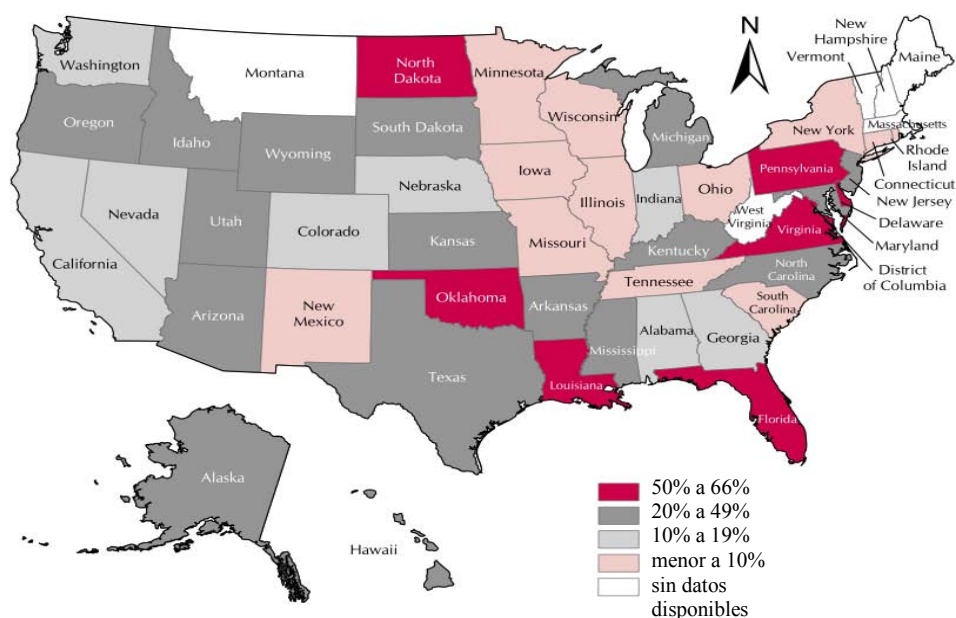 Washington
Montana
North
Dakota
Minnesota
New
Hampshire
Vermont
Maine
N
Oregon
Idaho
Wyoming
South Dakota
Wisconsin
Michigan
New York
Massachusetts
Rhode
Island
Connecticut
New Jersey
Delaware
Maryland
District
of Columbia
Nevada
Utah
Colorado
Nebraska
Iowa
Illinois
Indiana
Ohio
Pennsylvania
West
Virginia
Virginia
California
Arizona
New
Mexico
Kansas
Missouri
Kentucky
North
Carolina
Tennessee
South
Carolina
Oklahoma
Arkansas
Texas
Louisiana
Mississippi
Alabama
Georgia
Florida
Alaska
Hawaii
50% a 66%
20% a 49%
10% a 19%
menor a 10%
sin datos
disponibles